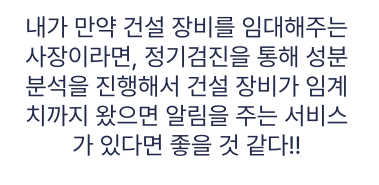 내가 만약 건설 장비를 임대해주는
사장이라면, 정기검진을 통해 성분
분석을 진행해서 건설 장비가 임계
치까지 왔으면 알림을 주는 서비스
가 있다면 좋을 것 같다!!